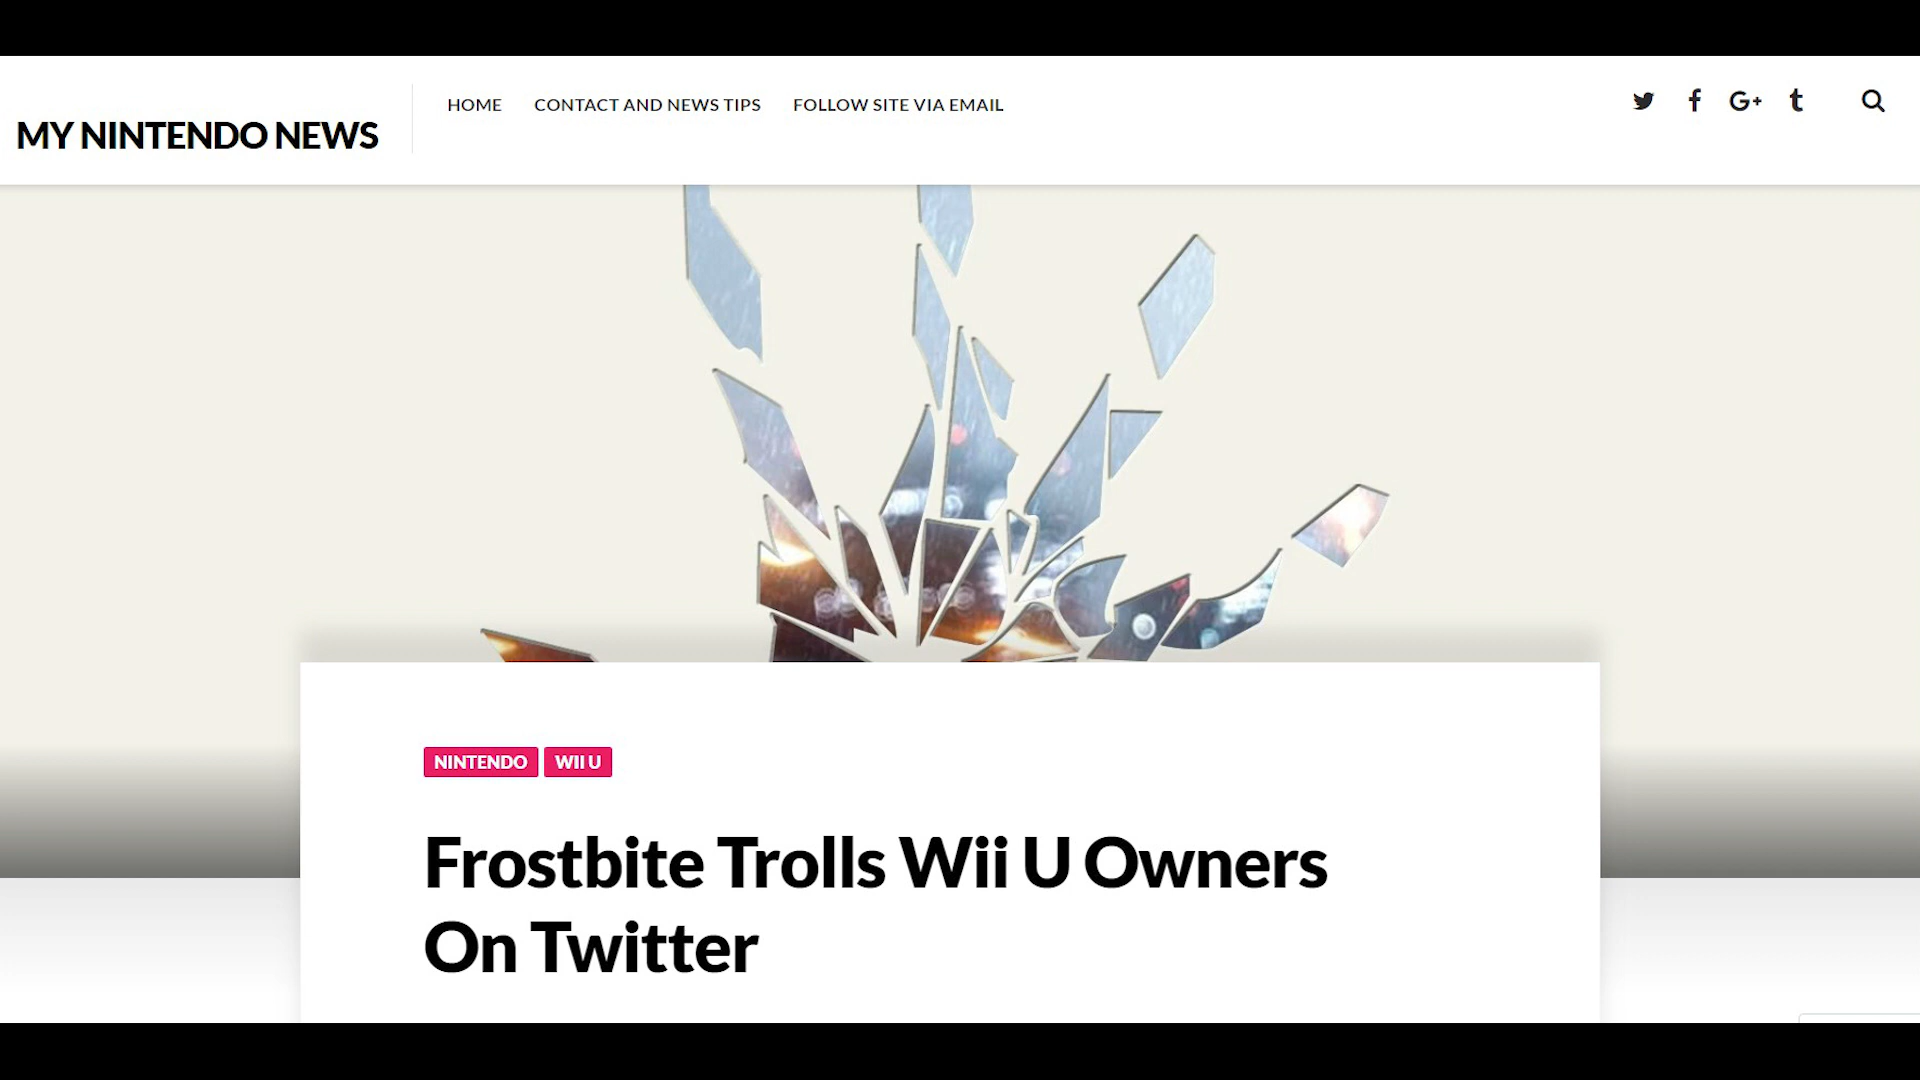 MY NINTENDO NEWS
HOME CONTACT AND NEWS TIPS FOLLOW SITE VIA EMAIL
NINTENDO WII U
Frostbite Trolls Wii U Owners
On Twitter